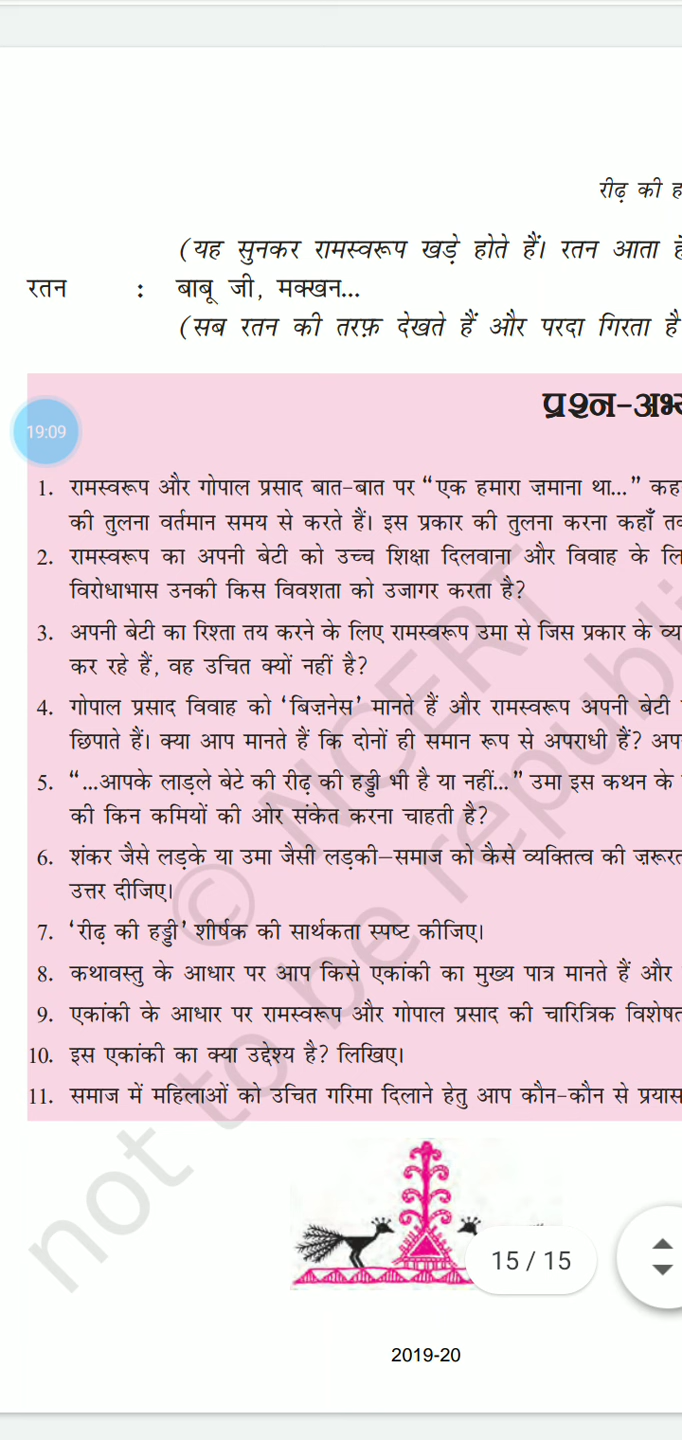 रीढ़ की ह
(यह सुनकर रामस्वरूप खड़े होते हैं। रतन आता है
रतन : बाबू जी, मक्खन...
(सब रतन की तरफ़ देखते हैं और परदा गिरता है
प्रश्न-अभ्य
19:09
1. रामस्वरूप और गोपाल प्रसाद बात-बात पर “एक हमारा ज़माना था...” कह
की तुलना वर्तमान समय से करते हैं। इस प्रकार की तुलना करना कहाँ तक
2. रामस्वरूप का अपनी बेटी को उच्च शिक्षा दिलवाना और विवाह के लि
विरोधाभास उनकी किस विवशता को उजागर करता है?
3. अपनी बेटी का रिश्ता तय करने के लिए रामस्वरूप उमा से जिस प्रकार के व्य
कर रहे हैं, वह उचित क्यों नहीं है?
4. गोपाल प्रसाद विवाह को ‘बिज़नेस’ मानते हैं और रामस्वरूप अपनी बेटी
छिपाते हैं। क्या आप मानते हैं कि दोनों ही समान रूप से अपराधी हैं? अप
5. “...आपके लाड़ले बेटे की रीढ़ की हड्डी भी है या नहीं...” उमा इस कथन के
की किन कमियों की ओर संकेत करना चाहती है?
6. शंकर जैसे लड़के या उमा जैसी लड़की–समाज को कैसे व्यक्तित्व की ज़रूरत
उत्तर दीजिए।
7. ‘रीढ़ की हड्डी’ शीर्षक की सार्थकता स्पष्ट कीजिए।
8. कथावस्तु के आधार पर आप किसे एकांकी का मुख्य पात्र मानते हैं और
9. एकांकी के आधार पर रामस्वरूप और गोपाल प्रसाद की चारित्रिक विशेषत
10. इस एकांकी का क्या उद्देश्य है? लिखिए।
11. समाज में महिलाओं को उचित गरिमा दिलाने हेतु आप कौन-कौन से प्रयास
© NCERT
not to be republi
15 / 15
2019-20